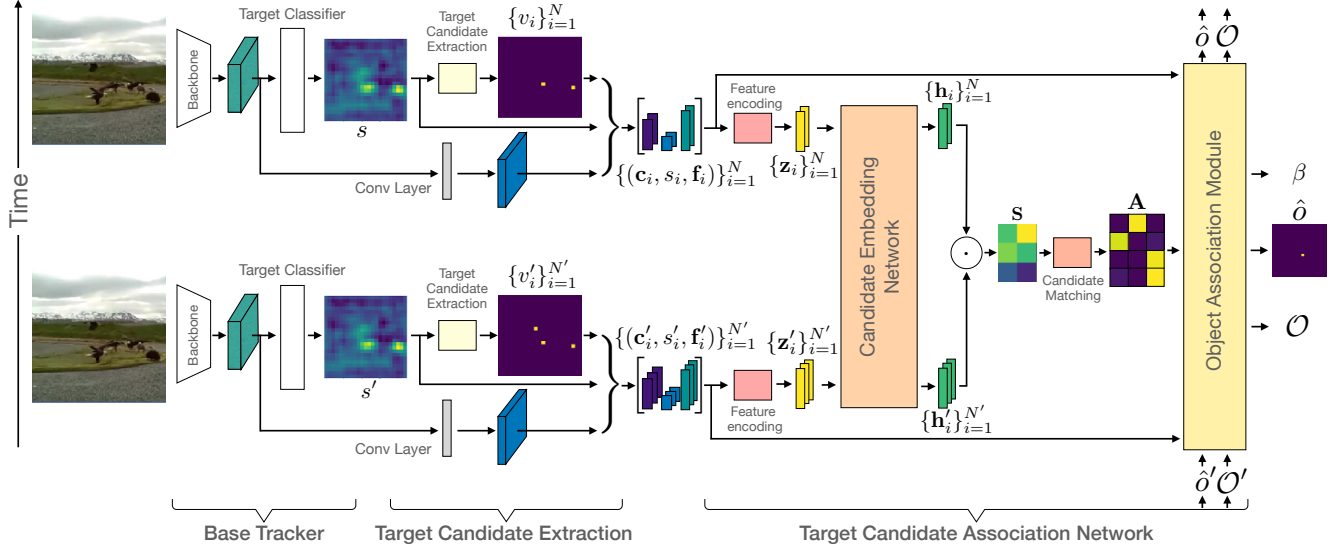 Time
Target Classifier
Backbone
s
Target
Candidate
Extraction
{v_i}_{i=1}^N
Conv Layer
{(c_i, s_i, f_i)}_{i=1}^N
Feature
encoding
{z_i}_{i=1}^N
{h_i}_{i=1}^N
Candidate Embedding
Network
S
Candidate
Matching
A
Object Association Module
ô 𝒪
β
ô
𝒪
Target Classifier
Backbone
s′
Target
Candidate
Extraction
{v′_i}_{i=1}^{N′}
Conv Layer
{(c′_i, s′_i, f′_i)}_{i=1}^{N′}
Feature
encoding
{z′_i}_{i=1}^{N′}
{h′_i}_{i=1}^{N′}
ô′ 𝒪′
Base Tracker
Target Candidate Extraction
Target Candidate Association Network